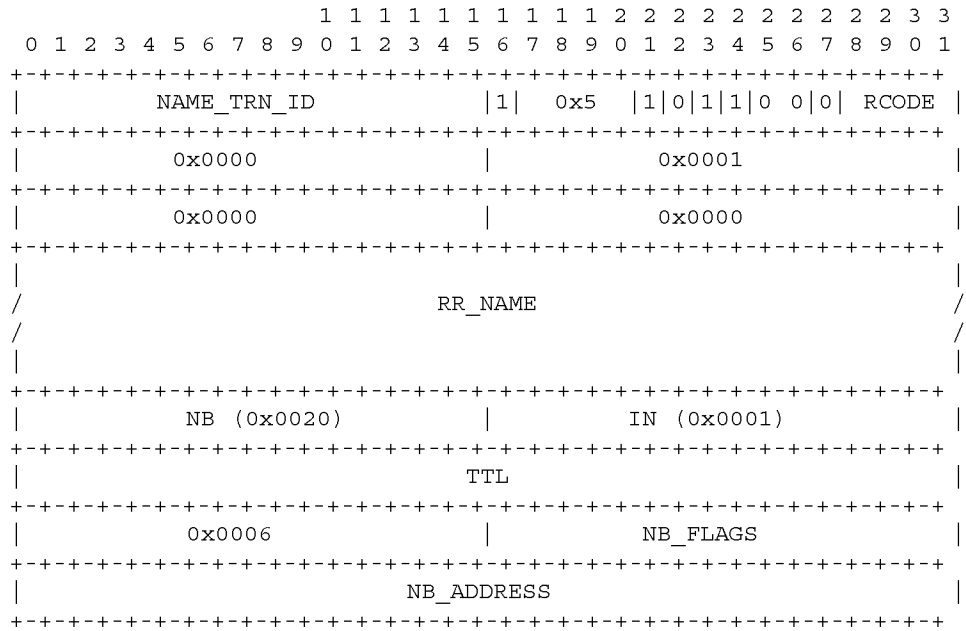 1 1 1 1 1 1 1 1 1 1 2 2 2 2 2 2 2 2 2 2 3 3
 0 1 2 3 4 5 6 7 8 9 0 1 2 3 4 5 6 7 8 9 0 1 2 3 4 5 6 7 8 9 0 1
+-+-+-+-+-+-+-+-+-+-+-+-+-+-+-+-+-+-+-+-+-+-+-+-+-+-+-+-+-+-+-+-+
|          NAME_TRN_ID            |1|  0x5  |1|0|1|1|0 0|0| RCODE |
+-+-+-+-+-+-+-+-+-+-+-+-+-+-+-+-+-+-+-+-+-+-+-+-+-+-+-+-+-+-+-+-+
|           0x0000                |            0x0001                |
+-+-+-+-+-+-+-+-+-+-+-+-+-+-+-+-+-+-+-+-+-+-+-+-+-+-+-+-+-+-+-+-+
|           0x0000                |            0x0000                |
+-+-+-+-+-+-+-+-+-+-+-+-+-+-+-+-+-+-+-+-+-+-+-+-+-+-+-+-+-+-+-+-+
|                                                                  |
/                             RR_NAME                              /
/                                                                  /
|                                                                  |
+-+-+-+-+-+-+-+-+-+-+-+-+-+-+-+-+-+-+-+-+-+-+-+-+-+-+-+-+-+-+-+-+
|            NB (0x0020)          |          IN (0x0001)             |
+-+-+-+-+-+-+-+-+-+-+-+-+-+-+-+-+-+-+-+-+-+-+-+-+-+-+-+-+-+-+-+-+
|                               TTL                                |
+-+-+-+-+-+-+-+-+-+-+-+-+-+-+-+-+-+-+-+-+-+-+-+-+-+-+-+-+-+-+-+-+
|            0x0006               |           NB_FLAGS               |
+-+-+-+-+-+-+-+-+-+-+-+-+-+-+-+-+-+-+-+-+-+-+-+-+-+-+-+-+-+-+-+-+
|                           NB_ADDRESS                             |
+-+-+-+-+-+-+-+-+-+-+-+-+-+-+-+-+-+-+-+-+-+-+-+-+-+-+-+-+-+-+-+-+